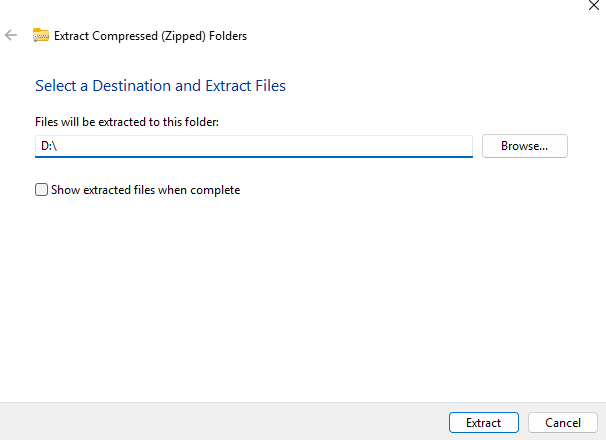 Extract Compressed (Zipped) Folders
Select a Destination and Extract Files
Files will be extracted to this folder:
D:\
Browse...
Show extracted files when complete
Extract
Cancel